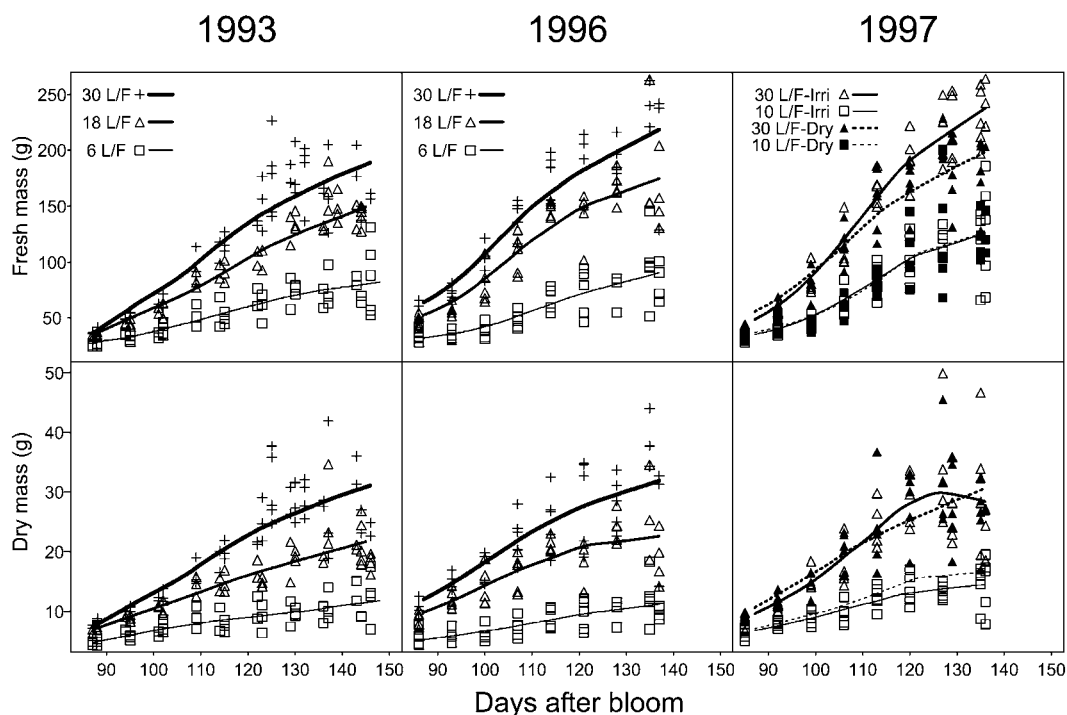 1993 1996 1997
Fresh mass (g)
250
200
150
100
50
30 L/F
18 L/F
6 L/F
30 L/F
18 L/F
6 L/F
30 L/F-Irri
10 L/F-Irri
30 L/F-Dry
10 L/F-Dry
Dry mass (g)
50
40
30
20
10
90 100 110 120 130 140 150 90 100 110 120 130 140 150 90 100 110 120 130 140 150
Days after bloom